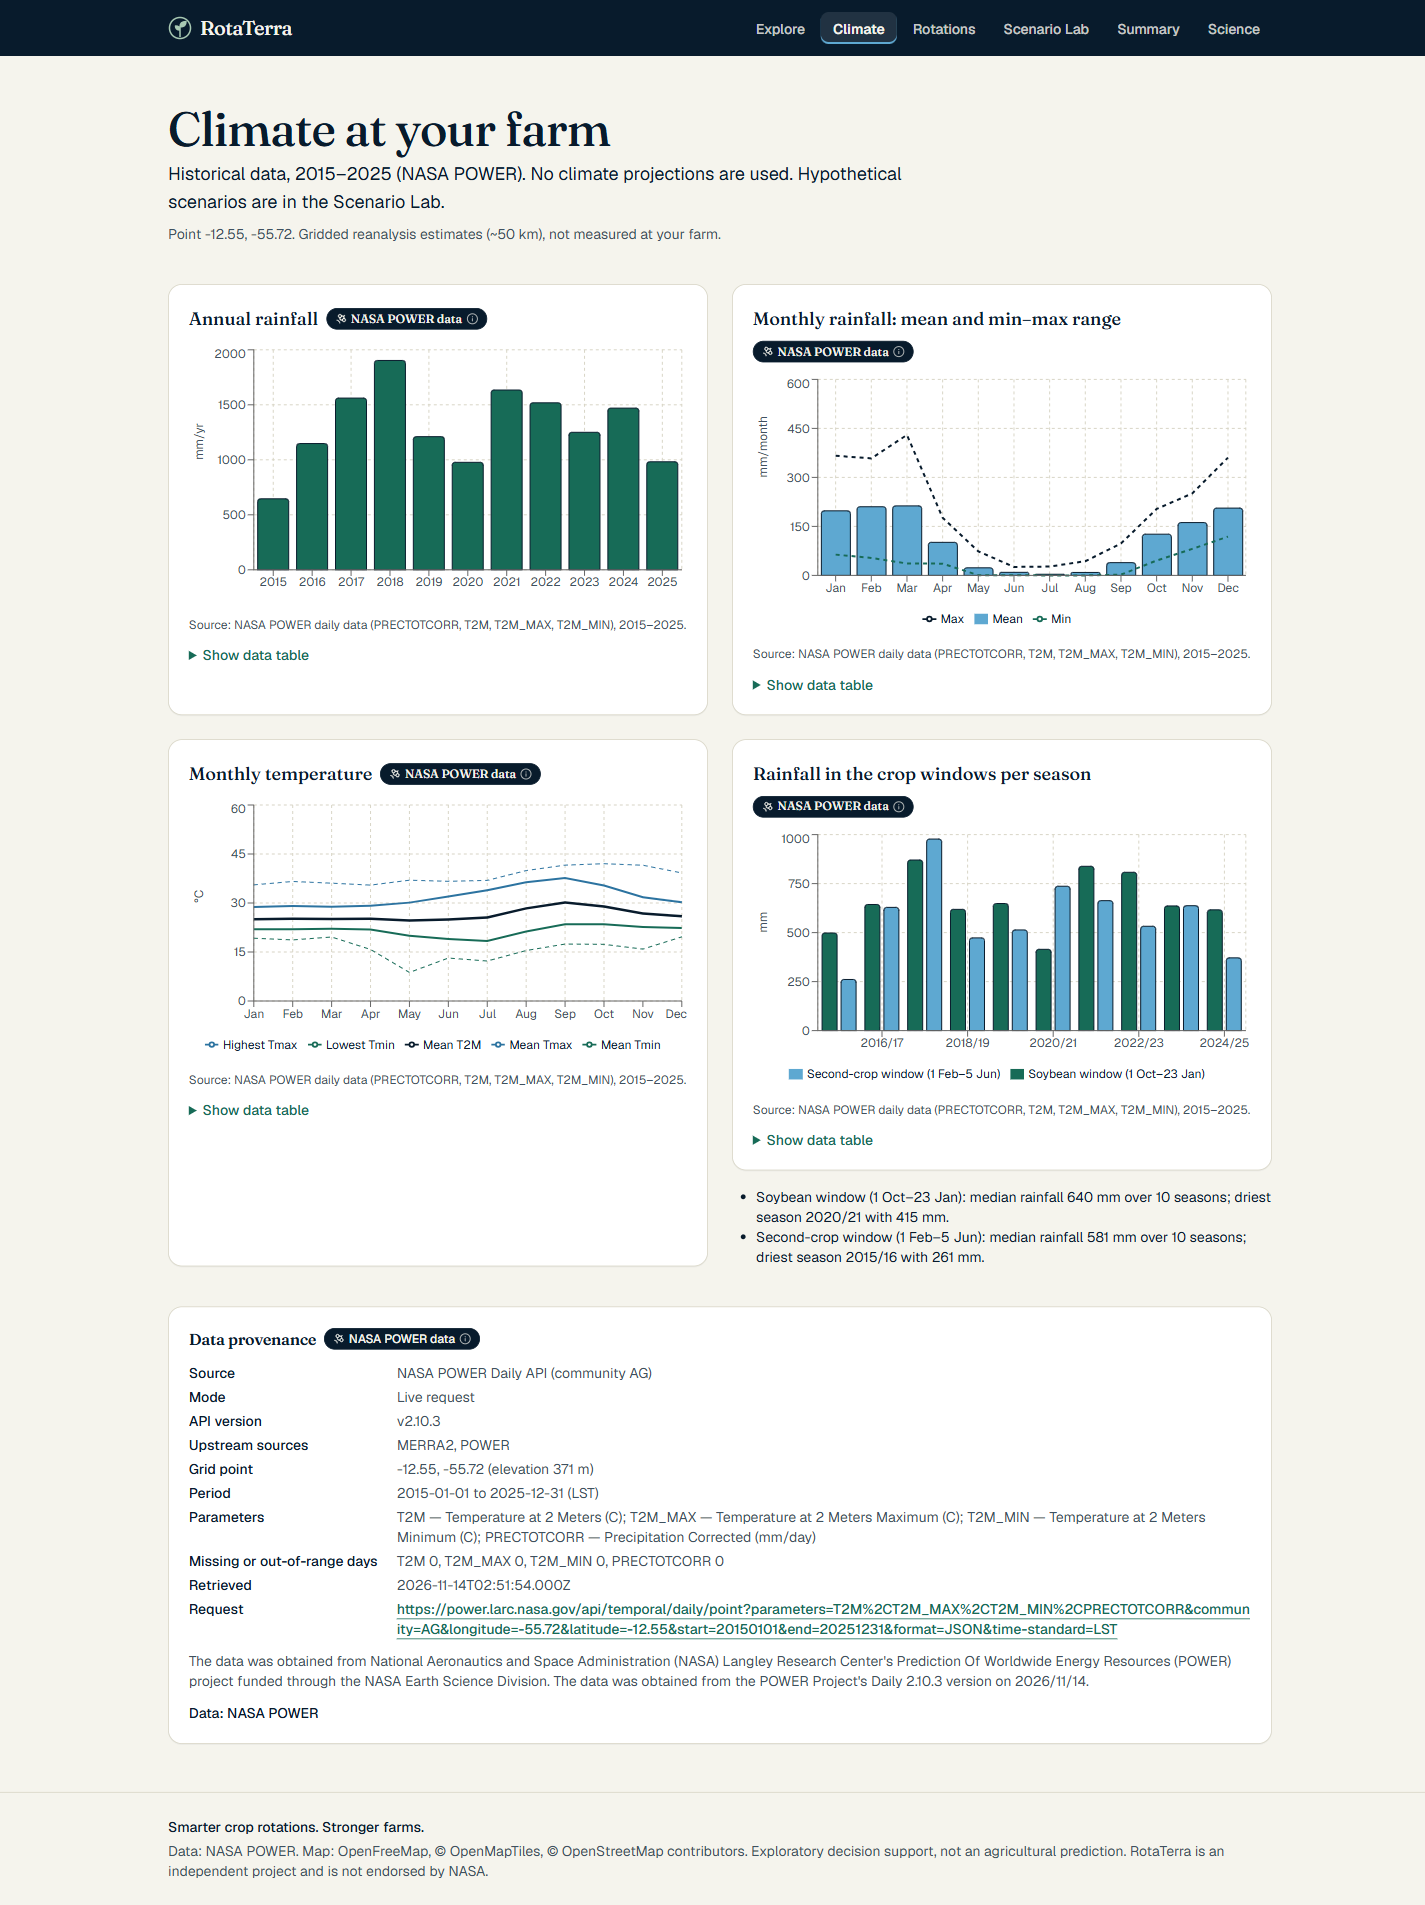 RotaTerra
Explore
Climate
Rotations
Scenario Lab
Summary
Science
Climate at your farm
Historical data, 2015–2025 (NASA POWER). No climate projections are used. Hypothetical
scenarios are in the Scenario Lab.
Point -12.55, -55.72. Gridded reanalysis estimates (~50 km), not measured at your farm.
Annual rainfall
NASA POWER data
2000
1500
1000
500
0
mm/yr
2015 2016 2017 2018 2019 2020 2021 2022 2023 2024 2025
Source: NASA POWER daily data (PRECTOTCORR, T2M, T2M_MAX, T2M_MIN), 2015–2025.
Show data table
Monthly rainfall: mean and min–max range
NASA POWER data
600
450
300
150
0
mm/month
Jan Feb Mar Apr May Jun Jul Aug Sep Oct Nov Dec
Max Mean Min
Source: NASA POWER daily data (PRECTOTCORR, T2M, T2M_MAX, T2M_MIN), 2015–2025.
Show data table
Monthly temperature
NASA POWER data
60
45
30
15
0
°C
Jan Feb Mar Apr May Jun Jul Aug Sep Oct Nov Dec
Highest Tmax Lowest Tmin Mean T2M Mean Tmax Mean Tmin
Source: NASA POWER daily data (PRECTOTCORR, T2M, T2M_MAX, T2M_MIN), 2015–2025.
Show data table
Rainfall in the crop windows per season
NASA POWER data
1000
750
500
250
0
mm
2016/17 2018/19 2020/21 2022/23 2024/25
Second-crop window (1 Feb–5 Jun) Soybean window (1 Oct–23 Jan)
Source: NASA POWER daily data (PRECTOTCORR, T2M, T2M_MAX, T2M_MIN), 2015–2025.
Show data table
• Soybean window (1 Oct–23 Jan): median rainfall 640 mm over 10 seasons; driest
season 2020/21 with 415 mm.
• Second-crop window (1 Feb–5 Jun): median rainfall 581 mm over 10 seasons;
driest season 2015/16 with 261 mm.
Data provenance
NASA POWER data
Source NASA POWER Daily API (community AG)
Mode Live request
API version v2.10.3
Upstream sources MERRA2, POWER
Grid point -12.55, -55.72 (elevation 371 m)
Period 2015-01-01 to 2025-12-31 (LST)
Parameters T2M — Temperature at 2 Meters (C); T2M_MAX — Temperature at 2 Meters Maximum (C); T2M_MIN — Temperature at 2 Meters
Minimum (C); PRECTOTCORR — Precipitation Corrected (mm/day)
Missing or out-of-range days T2M 0, T2M_MAX 0, T2M_MIN 0, PRECTOTCORR 0
Retrieved 2026-11-14T02:51:54.000Z
Request https://power.larc.nasa.gov/api/temporal/daily/point?parameters=T2M%2CT2M_MAX%2CT2M_MIN%2CPRECTOTCORR&commun
ity=AG&longitude=-55.72&latitude=-12.55&start=20150101&end=20251231&format=JSON&time-standard=LST
The data was obtained from National Aeronautics and Space Administration (NASA) Langley Research Center's Prediction Of Worldwide Energy Resources (POWER)
project funded through the NASA Earth Science Division. The data was obtained from the POWER Project's Daily 2.10.3 version on 2026/11/14.
Data: NASA POWER
Smarter crop rotations. Stronger farms.
Data: NASA POWER. Map: OpenFreeMap, © OpenMapTiles, © OpenStreetMap contributors. Exploratory decision support, not an agricultural prediction. RotaTerra is an
independent project and is not endorsed by NASA.